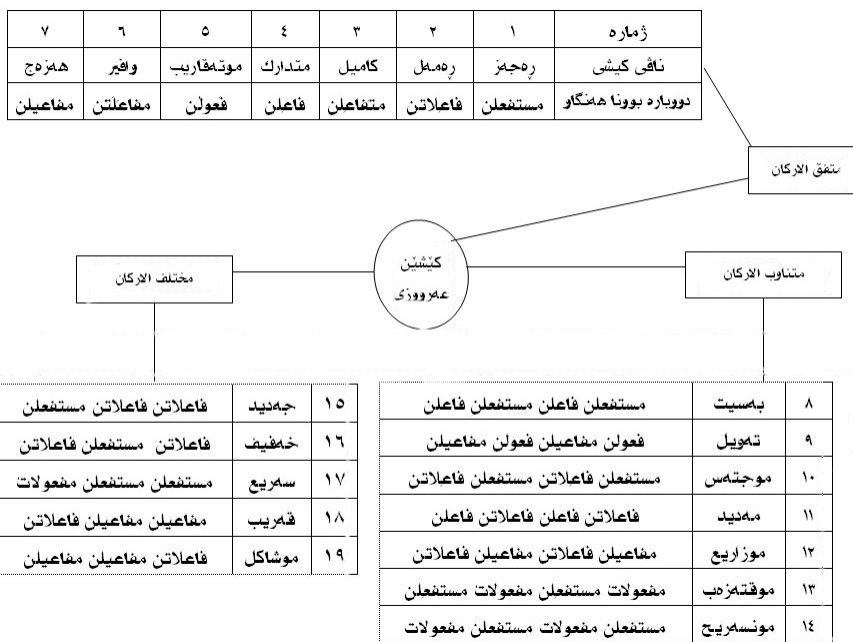 ژمارە ١ ٢ ٣ ٤ ٥ ٦ ٧
ناڤی کیشی ڕەجەز ڕەمەل کامیل متدارك موتەقاریب وافیر هەزەج
دووبارە بوونا هەنگاو مستفعلن فاعلاتن متفاعلن فاعلن فعولن مفاعلتن مفاعیلن
متفق الارکان
کێشێن
عەرووزی
متناوب الارکان
مختلف الارکان
٨ بەسیت مستفعلن فاعلن مستفعلن فاعلن
٩ تەویل فعولن مفاعیلن فعولن مفاعیلن
١٠ موجتەس مستفعلن فاعلاتن مستفعلن فاعلاتن
١١ مەدید فاعلاتن فاعلن فاعلاتن فاعلن
١٢ موزاریع مفاعیلن فاعلاتن مفاعیلن فاعلاتن
١٣ موقتەزەب مفعولات مستفعلن مفعولات مستفعلن
١٤ مونسەریح مستفعلن مفعولات مستفعلن مفعولات
١٥ جەدید فاعلاتن فاعلاتن مستفعلن
١٦ خەفیف فاعلاتن مستفعلن فاعلاتن
١٧ سەریع مستفعلن مستفعلن مفعولات
١٨ قەریب مفاعیلن مفاعیلن فاعلاتن
١٩ موشاکل فاعلاتن مفاعیلن مفاعیلن